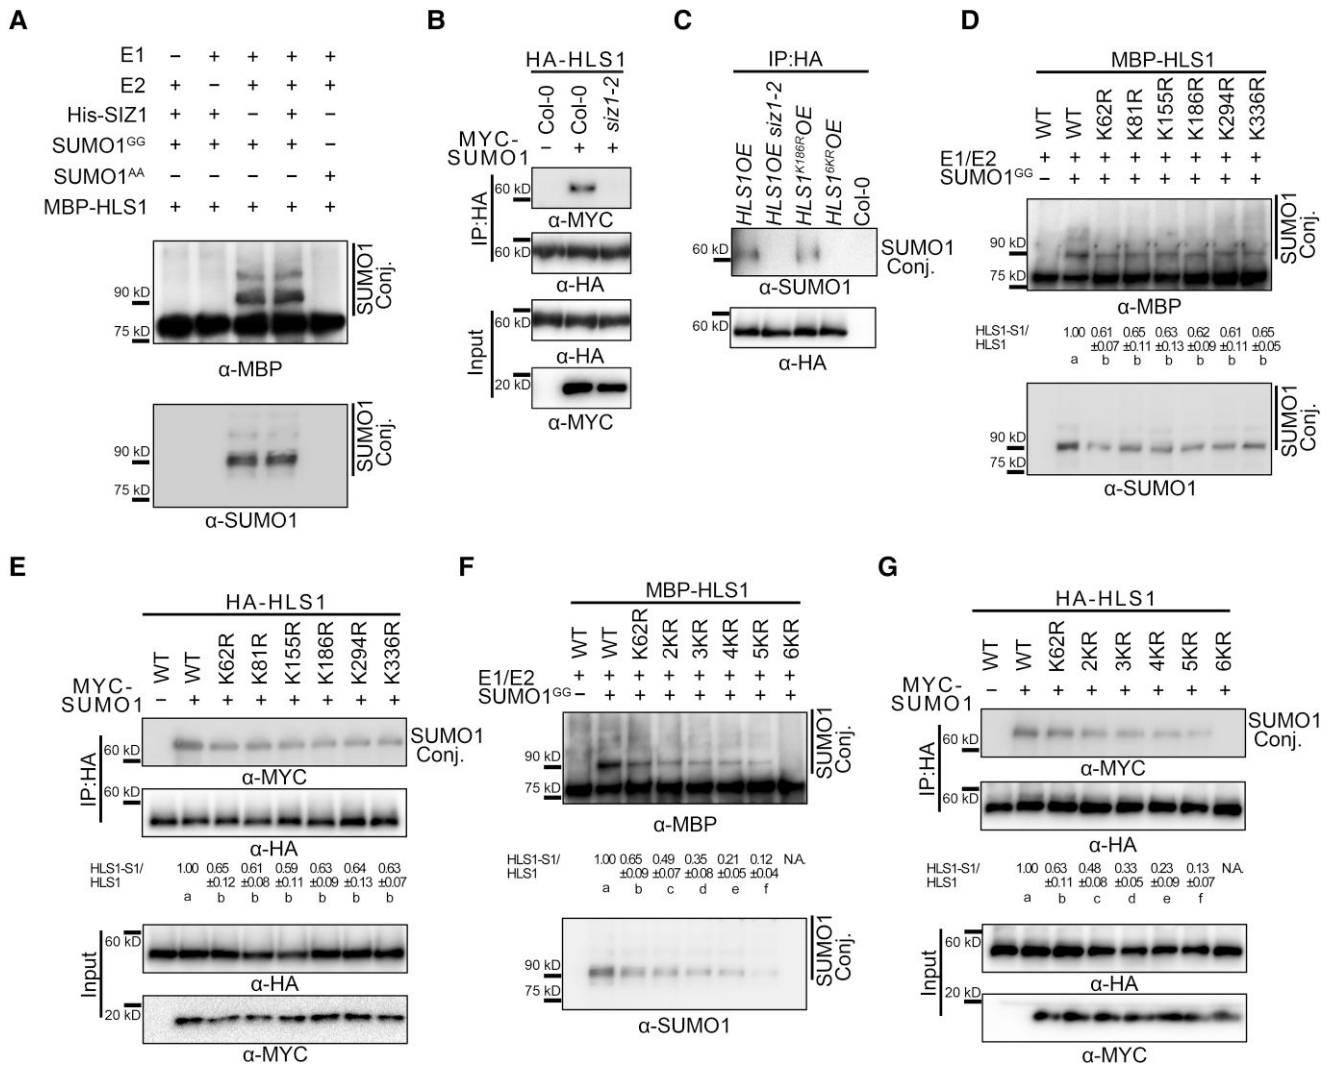 A
E1 – + + + +
E2 + – + + +
His-SIZ1 + + – + –
SUMO1GG + + + + –
SUMO1AA – – – – +
MBP-HLS1 + + + + +
90 kD
75 kD
SUMO1 Conj.
α-MBP
90 kD
75 kD
SUMO1 Conj.
α-SUMO1
B
HA-HLS1
Col-0 Col-0 siz1-2
MYC-SUMO1 – + +
IP:HA
60 kD
α-MYC
60 kD
α-HA
Input
60 kD
α-HA
20 kD
α-MYC
C
IP:HA
HLS1OE HLS1OE siz1-2 HLS1K186ROE HLS16KROE Col-0
60 kD
SUMO1 Conj.
α-SUMO1
60 kD
α-HA
D
MBP-HLS1
WT WT K62R K81R K155R K186R K294R K336R
E1/E2 + + + + + + + +
SUMO1GG – + + + + + + +
90 kD
75 kD
SUMO1 Conj.
α-MBP
HLS1-S1/ 1.00 0.61 0.65 0.63 0.62 0.61 0.65
HLS1 ±0.07 ±0.11 ±0.13 ±0.09 ±0.11 ±0.05
a b b b b b b
90 kD
75 kD
SUMO1 Conj.
α-SUMO1
E
HA-HLS1
WT WT K62R K81R K155R K186R K294R K336R
MYC-SUMO1 – + + + + + + +
IP:HA
60 kD
SUMO1 Conj.
α-MYC
60 kD
α-HA
HLS1-S1/ 1.00 0.65 0.61 0.59 0.63 0.64 0.63
HLS1 ±0.12 ±0.08 ±0.11 ±0.09 ±0.13 ±0.07
a b b b b b b
Input
60 kD
α-HA
20 kD
α-MYC
F
MBP-HLS1
WT WT K62R 2KR 3KR 4KR 5KR 6KR
E1/E2 + + + + + + + +
SUMO1GG – + + + + + + +
90 kD
75 kD
SUMO1 Conj.
α-MBP
HLS1-S1/ 1.00 0.65 0.49 0.35 0.21 0.12 N.A.
HLS1 ±0.09 ±0.07 ±0.08 ±0.05 ±0.04
a b c d e f
90 kD
75 kD
SUMO1 Conj.
α-SUMO1
G
HA-HLS1
WT WT K62R 2KR 3KR 4KR 5KR 6KR
MYC-SUMO1 – + + + + + + +
IP:HA
60 kD
SUMO1 Conj.
α-MYC
60 kD
α-HA
HLS1-S1/ 1.00 0.63 0.48 0.33 0.23 0.13 N.A.
HLS1 ±0.11 ±0.08 ±0.05 ±0.09 ±0.07
a b c d e f
Input
60 kD
α-HA
20 kD
α-MYC